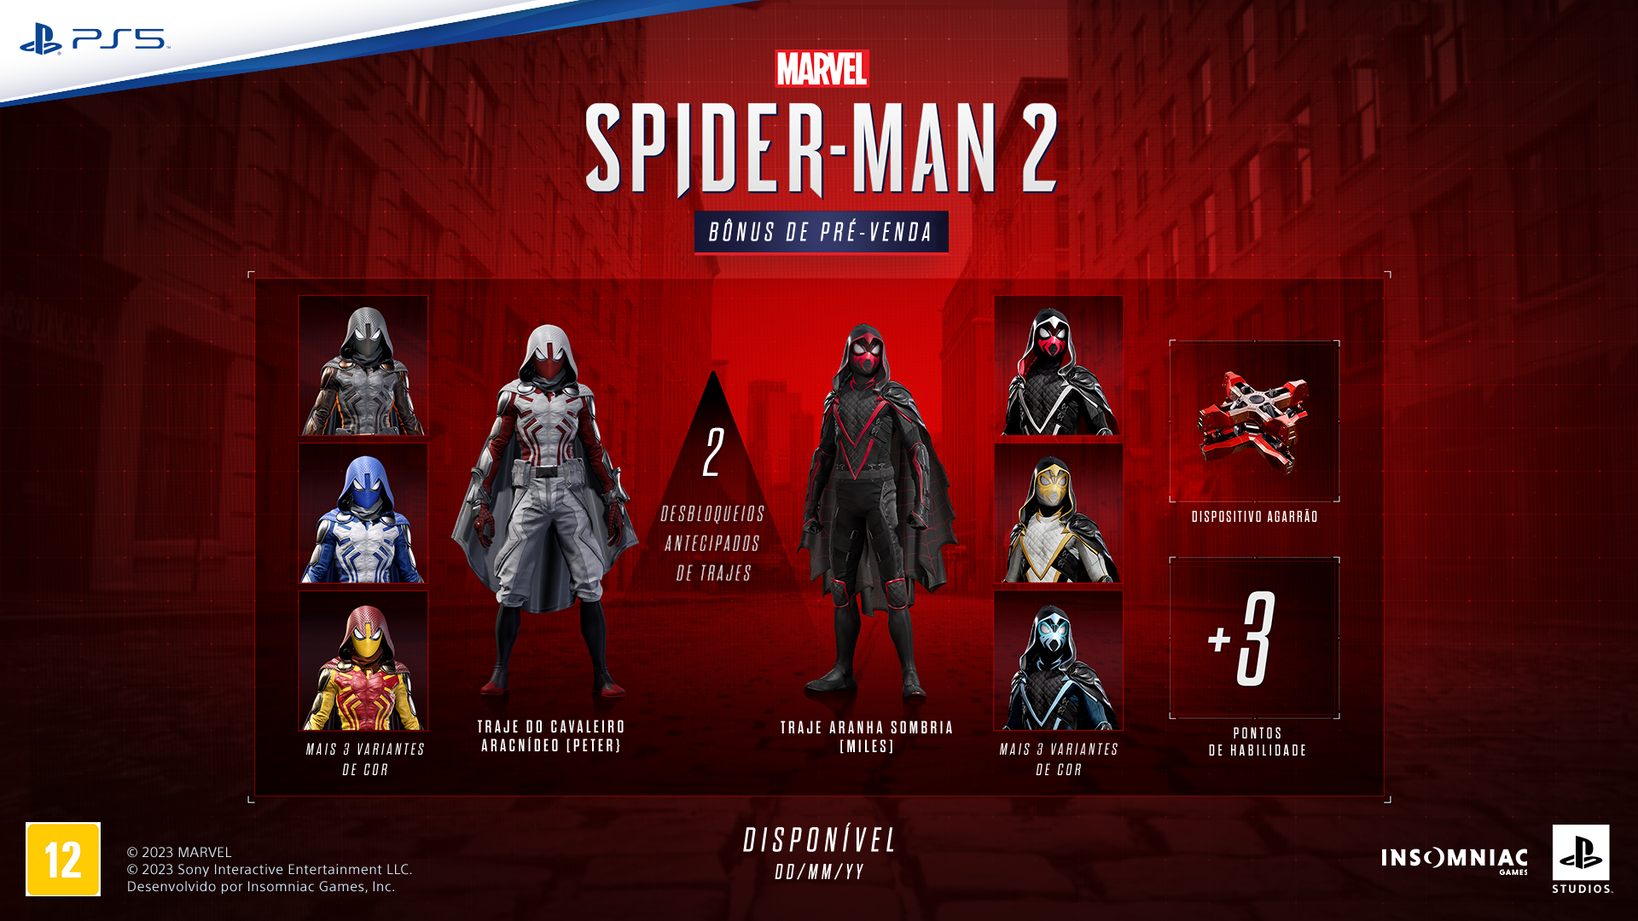 PS5
MARVEL
SPIDER-MAN 2
BÔNUS DE PRÉ-VENDA
2
DESBLOQUEIOS
ANTECIPADOS
DE TRAJES
MAIS 3 VARIANTES
DE COR
TRAJE DO CAVALEIRO
ARACNÍDEO [PETER}
TRAJE ARANHA SOMBRIA
[MILES]
MAIS 3 VARIANTES
DE COR
DISPOSITIVO AGARRÃO
+3
PONTOS
DE HABILIDADE
DISPONÍVEL
DD/MM/YY
12
© 2023 MARVEL
© 2023 Sony Interactive Entertainment LLC.
Desenvolvido por Insomniac Games, Inc.
INSOMNIAC
GAMES
STUDIOS